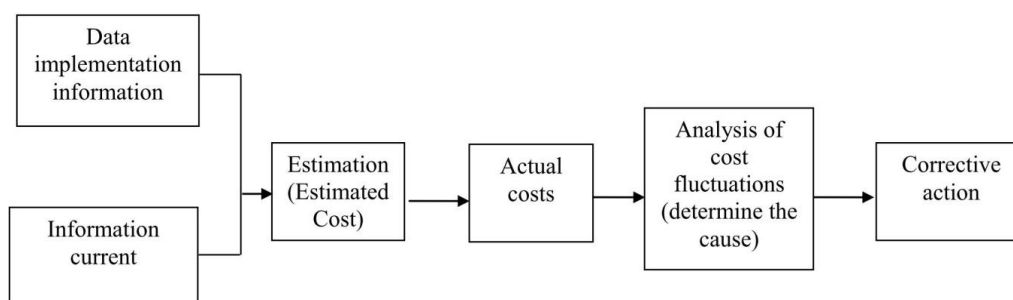 Data
implementation
information
Information
current
Estimation
(Estimated
Cost)
Actual
costs
Analysis of
cost
fluctuations
(determine the
cause)
Corrective
action